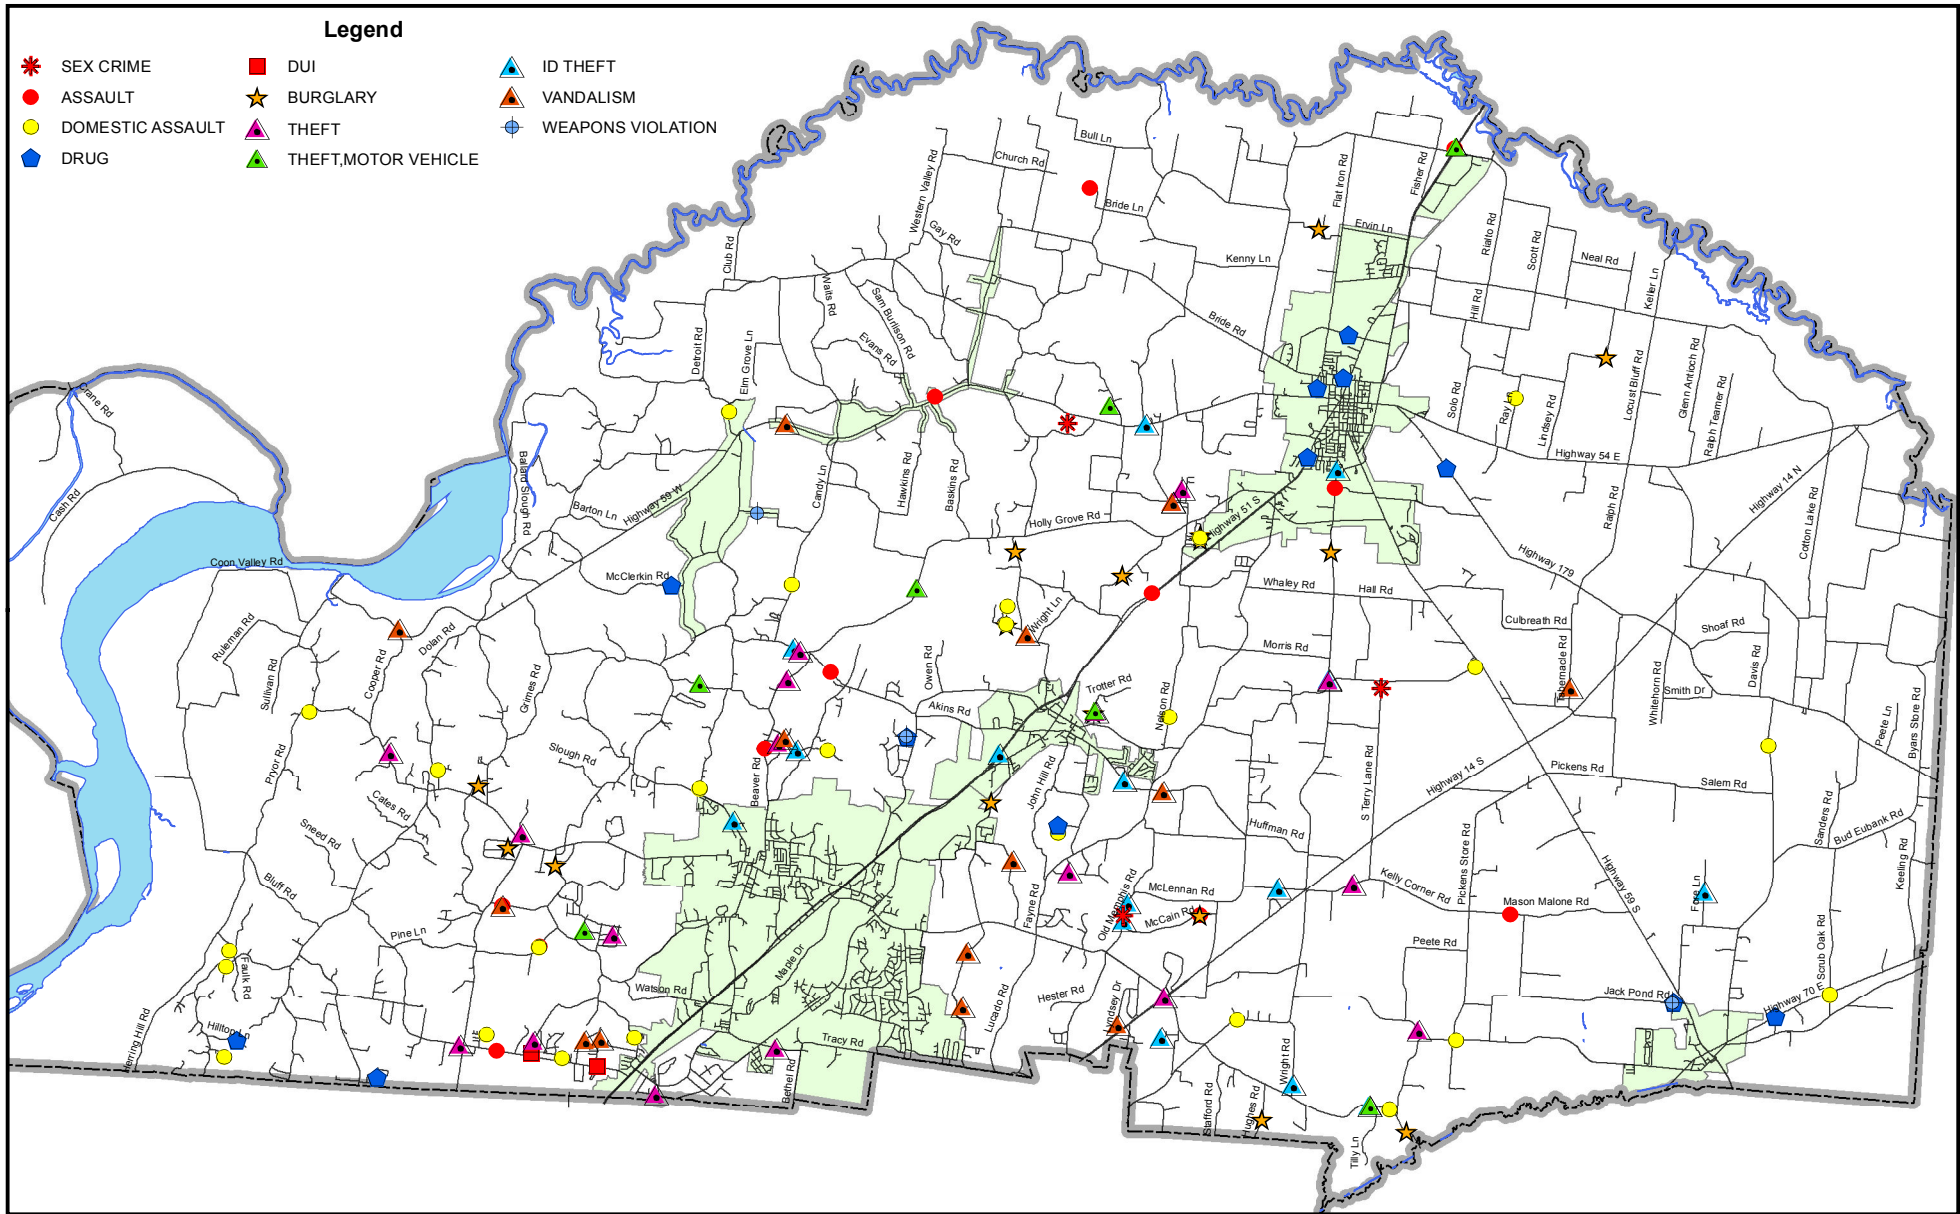 Legend
SEX CRIME
ASSAULT
DOMESTIC ASSAULT
DRUG
DUI
BURGLARY
THEFT
THEFT,MOTOR VEHICLE
ID THEFT
VANDALISM
WEAPONS VIOLATION
Bull Ln
Church Rd
Western Valley Rd
Bride Ln
Gay Rd
Club Rd
Flat Iron Rd
Fisher Rd
Ervin Ln
Kenny Ln
Rialto Rd
Scott Rd
Neal Rd
Keller Ln
Hill Rd
Waits Rd
Sam Burlison Rd
Evans Rd
Bride Rd
Detroit Rd
Elm Grove Ln
Crane Rd
Cash Rd
Solo Rd
Ray Ln
Lindsey Rd
Locust Bluff Rd
Glenn Antioch Rd
Ralph Teamer Rd
Highway 54 E
Highway 14 N
Cotton Lake Rd
Ralph Rd
Ballard Slough Rd
Barton Ln
Highway 59 W
Candy Ln
Hawkins Rd
Baskins Rd
Holly Grove Rd
Highway 51 S
Highway 179
Coon Valley Rd
McClerkin Rd
Whaley Rd
Hall Rd
Wright Ln
Culbreath Rd
Shoaf Rd
Ruleman Rd
Dolan Rd
Sullivan Rd
Cooper Rd
Grimes Rd
Morris Rd
Owen Rd
Trotter Rd
Nelson Rd
Akins Rd
Tabernacle Rd
Smith Dr
Whitehorn Rd
Davis Rd
Peete Ln
Byars Store Rd
Pryor Rd
Slough Rd
Beaver Rd
John Hill Rd
S Terry Lane Rd
Highway 14 S
Pickens Rd
Salem Rd
Cates Rd
Sneed Rd
Huffman Rd
Pickens Store Rd
Sanders Rd
Bud Eubank Rd
Keeling Rd
Bluff Rd
Fayne Rd
Old Memphis Rd
McLennan Rd
McCain Rd
Kelly Corner Rd
Mason Malone Rd
Highway 59 S
Fore Ln
Pine Ln
Peete Rd
Scrub Oak Rd
Faulk Rd
Maple Dr
Watson Rd
Lucado Rd
Hester Rd
Lyndsey Dr
Jack Pond Rd
Highway 70 E
Herring Hill Rd
Hilltop Ln
Tracy Rd
Bethel Rd
Wright Rd
Stafford Rd
Hughes Rd
Tilly Ln